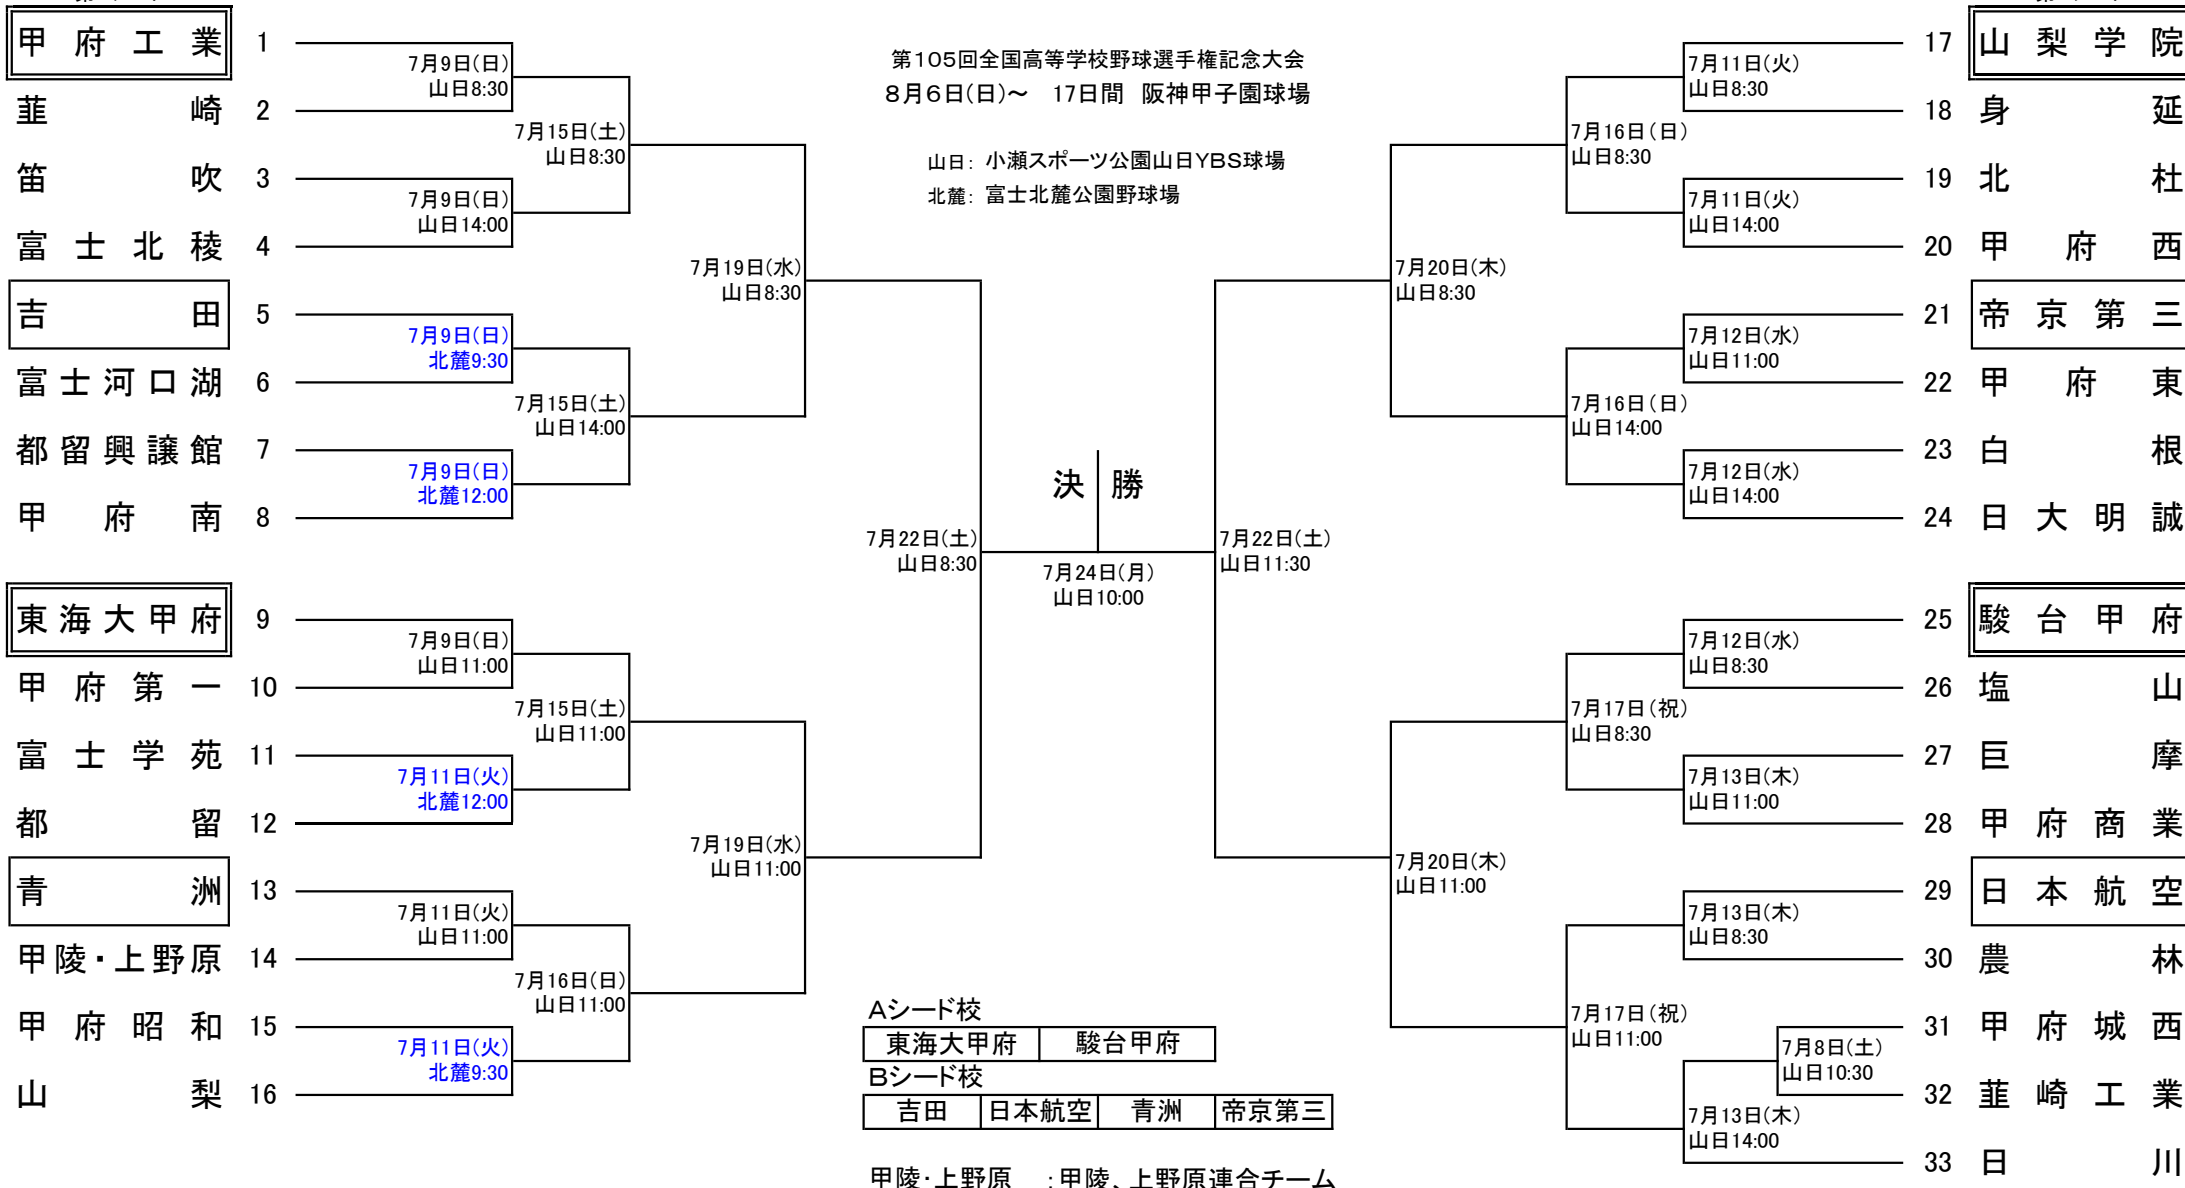 甲府工業 1
韮崎 2
笛吹 3
富士北稜 4
吉田 5
富士河口湖 6
都留興譲館 7
甲府南 8
東海大甲府 9
甲府第一 10
富士学苑 11
都留 12
青洲 13
甲陵・上野原 14
甲府昭和 15
山梨 16
7月9日(日)
山日8:30
7月9日(日)
山日14:00
7月9日(日)
北麓9:30
7月9日(日)
北麓12:00
7月9日(日)
山日11:00
7月11日(火)
北麓12:00
7月11日(火)
山日11:00
7月11日(火)
北麓9:30
7月15日(土)
山日8:30
7月15日(土)
山日14:00
7月15日(土)
山日11:00
7月16日(日)
山日11:00
7月19日(水)
山日8:30
7月19日(水)
山日11:00
7月22日(土)
山日8:30
第105回全国高等学校野球選手権記念大会
8月6日(日)～ 17日間 阪神甲子園球場
山日: 小瀬スポーツ公園山日YBS球場
北麓: 富士北麓公園野球場
決勝
7月24日(月)
山日10:00
Aシード校
東海大甲府 駿台甲府
Bシード校
吉田 日本航空 青洲 帝京第三
甲陵・上野原 :甲陵、上野原連合チーム
7月22日(土)
山日11:30
7月20日(木)
山日8:30
7月20日(木)
山日11:00
7月16日(日)
山日8:30
7月16日(日)
山日14:00
7月17日(祝)
山日8:30
7月17日(祝)
山日11:00
7月11日(火)
山日8:30
7月11日(火)
山日14:00
7月12日(水)
山日11:00
7月12日(水)
山日14:00
7月12日(水)
山日8:30
7月13日(木)
山日11:00
7月13日(木)
山日8:30
7月8日(土)
山日10:30
7月13日(木)
山日14:00
17 山梨学院
18 身延
19 北杜
20 甲府西
21 帝京第三
22 甲府東
23 白根
24 日大明誠
25 駿台甲府
26 塩山
27 巨摩
28 甲府商業
29 日本航空
30 農林
31 甲府城西
32 韮崎工業
33 日川